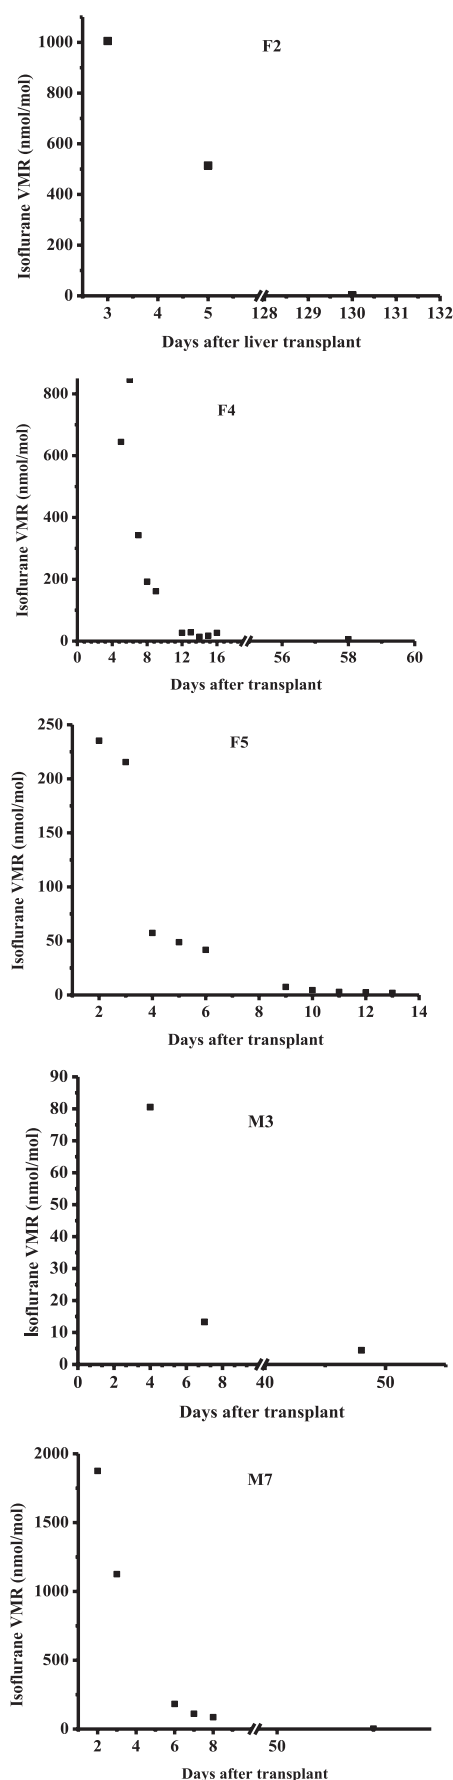 F2
Isoflurane VMR (nmol/mol)
1000
800
600
400
200
0
3 4 5 128 129 130 131 132
Days after liver transplant
F4
Isoflurane VMR (nmol/mol)
800
600
400
200
0
0 4 8 12 16 56 58 60
Days after transplant
F5
Isoflurane VMR (nmol/mol)
250
200
150
100
50
0
2 4 6 8 10 12 14
Days after transplant
M3
Isoflurane VMR (nmol/mol)
90
80
70
60
50
40
30
20
10
0
0 2 4 6 8 40 50
Days after transplant
M7
Isoflurane VMR (nmol/mol)
2000
1500
1000
500
0
2 4 6 8 50
Days after transplant